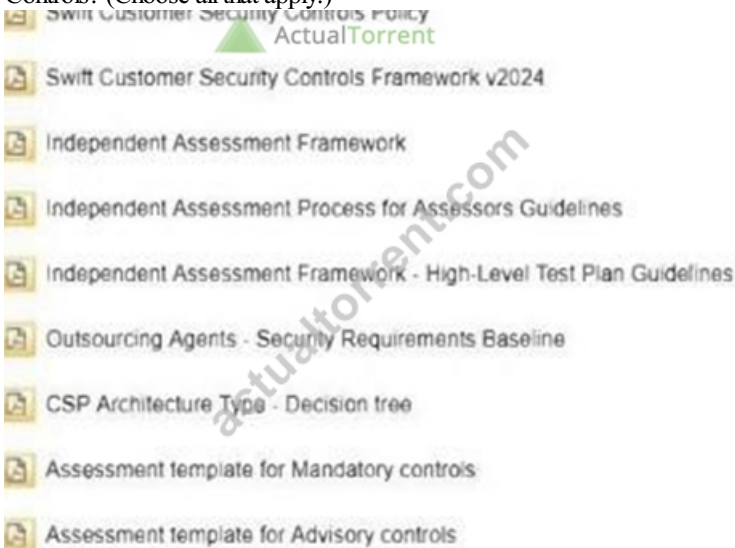 Controls? (Choose all that apply.)
Swift Customer Security Controls Policy
ActualTorrent
Swift Customer Security Controls Framework v2024
Independent Assessment Framework
Independent Assessment Process for Assessors Guidelines
Independent Assessment Framework - High-Level Test Plan Guidelines
Outsourcing Agents - Security Requirements Baseline
CSP Architecture Type - Decision tree
Assessment template for Mandatory controls
Assessment template for Advisory controls
actualtorrent.com